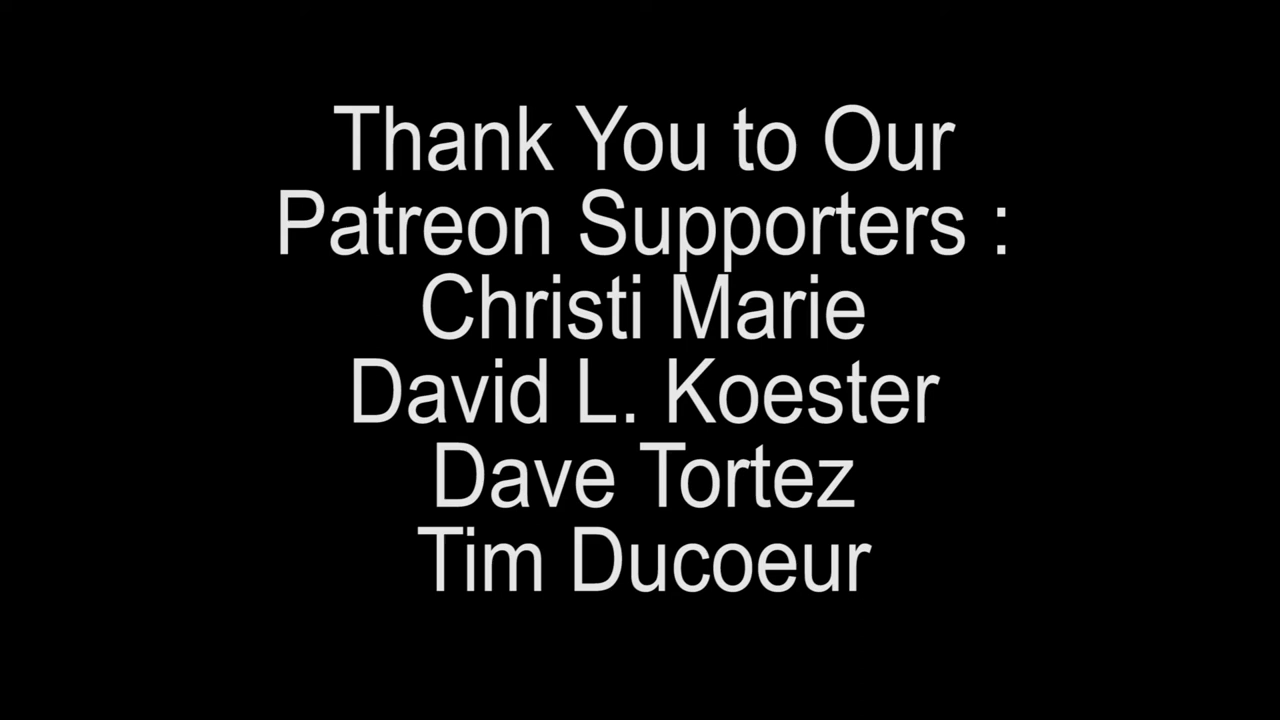 Thank You to Our
Patreon Supporters :
Christi Marie
David L. Koester
Dave Tortez
Tim Ducoeur